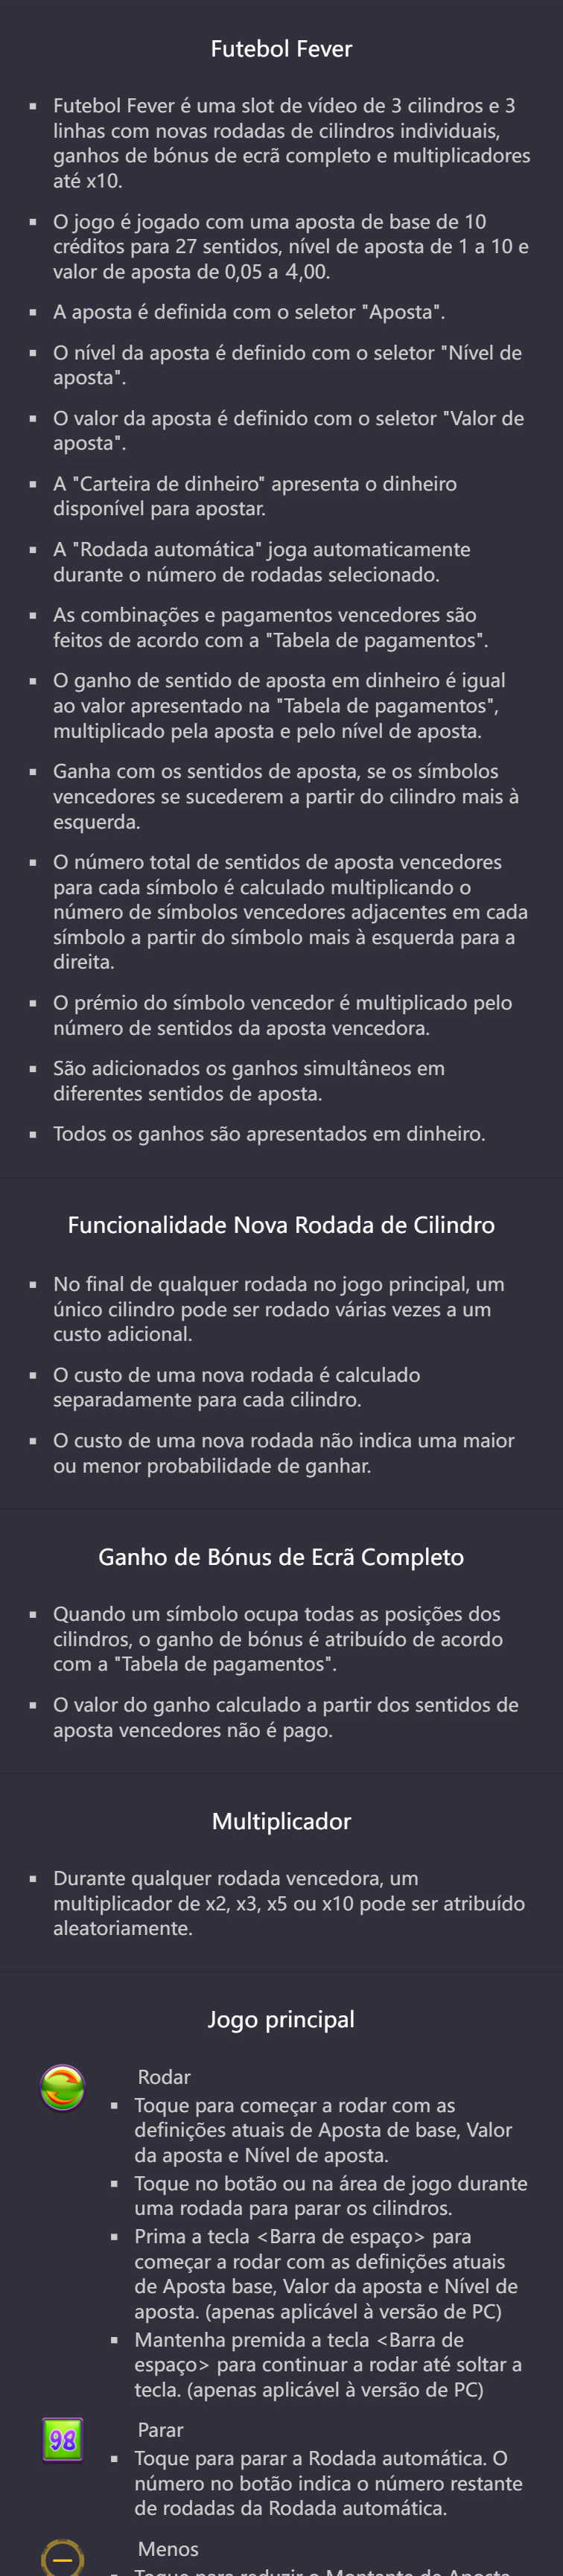 Futebol Fever
▪ Futebol Fever é uma slot de vídeo de 3 cilindros e 3
linhas com novas rodadas de cilindros individuais,
ganhos de bónus de ecrã completo e multiplicadores
até x10.
▪ O jogo é jogado com uma aposta de base de 10
créditos para 27 sentidos, nível de aposta de 1 a 10 e
valor de aposta de 0,05 a 4,00.
▪ A aposta é definida com o seletor "Aposta".
▪ O nível da aposta é definido com o seletor "Nível de
aposta".
▪ O valor da aposta é definido com o seletor "Valor de
aposta".
▪ A "Carteira de dinheiro" apresenta o dinheiro
disponível para apostar.
▪ A "Rodada automática" joga automaticamente
durante o número de rodadas selecionado.
▪ As combinações e pagamentos vencedores são
feitos de acordo com a "Tabela de pagamentos".
▪ O ganho de sentido de aposta em dinheiro é igual
ao valor apresentado na "Tabela de pagamentos",
multiplicado pela aposta e pelo nível de aposta.
▪ Ganha com os sentidos de aposta, se os símbolos
vencedores se sucederem a partir do cilindro mais à
esquerda.
▪ O número total de sentidos de aposta vencedores
para cada símbolo é calculado multiplicando o
número de símbolos vencedores adjacentes em cada
símbolo a partir do símbolo mais à esquerda para a
direita.
▪ O prémio do símbolo vencedor é multiplicado pelo
número de sentidos da aposta vencedora.
▪ São adicionados os ganhos simultâneos em
diferentes sentidos de aposta.
▪ Todos os ganhos são apresentados em dinheiro.
Funcionalidade Nova Rodada de Cilindro
▪ No final de qualquer rodada no jogo principal, um
único cilindro pode ser rodado várias vezes a um
custo adicional.
▪ O custo de uma nova rodada é calculado
separadamente para cada cilindro.
▪ O custo de uma nova rodada não indica uma maior
ou menor probabilidade de ganhar.
Ganho de Bónus de Ecrã Completo
▪ Quando um símbolo ocupa todas as posições dos
cilindros, o ganho de bónus é atribuído de acordo
com a "Tabela de pagamentos".
▪ O valor do ganho calculado a partir dos sentidos de
aposta vencedores não é pago.
Multiplicador
▪ Durante qualquer rodada vencedora, um
multiplicador de x2, x3, x5 ou x10 pode ser atribuído
aleatoriamente.
Jogo principal
Rodar
▪ Toque para começar a rodar com as
definições atuais de Aposta de base, Valor
da aposta e Nível de aposta.
▪ Toque no botão ou na área de jogo durante
uma rodada para parar os cilindros.
▪ Prima a tecla <Barra de espaço> para
começar a rodar com as definições atuais
de Aposta base, Valor da aposta e Nível de
aposta. (apenas aplicável à versão de PC)
▪ Mantenha premida a tecla <Barra de
espaço> para continuar a rodar até soltar a
tecla. (apenas aplicável à versão de PC)
98
Parar
▪ Toque para parar a Rodada automática. O
número no botão indica o número restante
de rodadas da Rodada automática.
Menos
▪ Toque para reduzir o Montante de Aposta